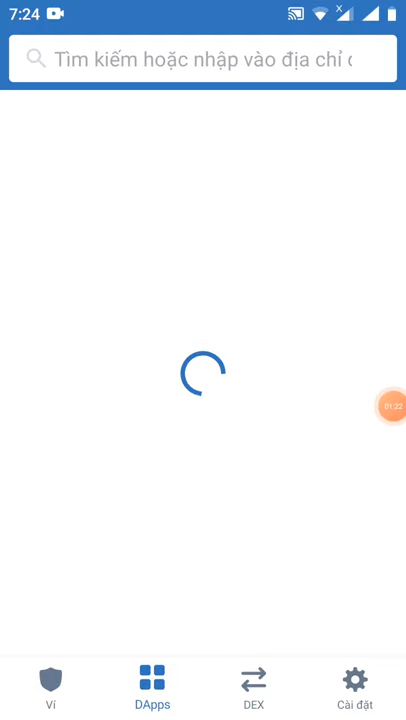 7:24
Tìm kiếm hoặc nhập vào địa chỉ
01:22
Ví
DApps
DEX
Cài đặt